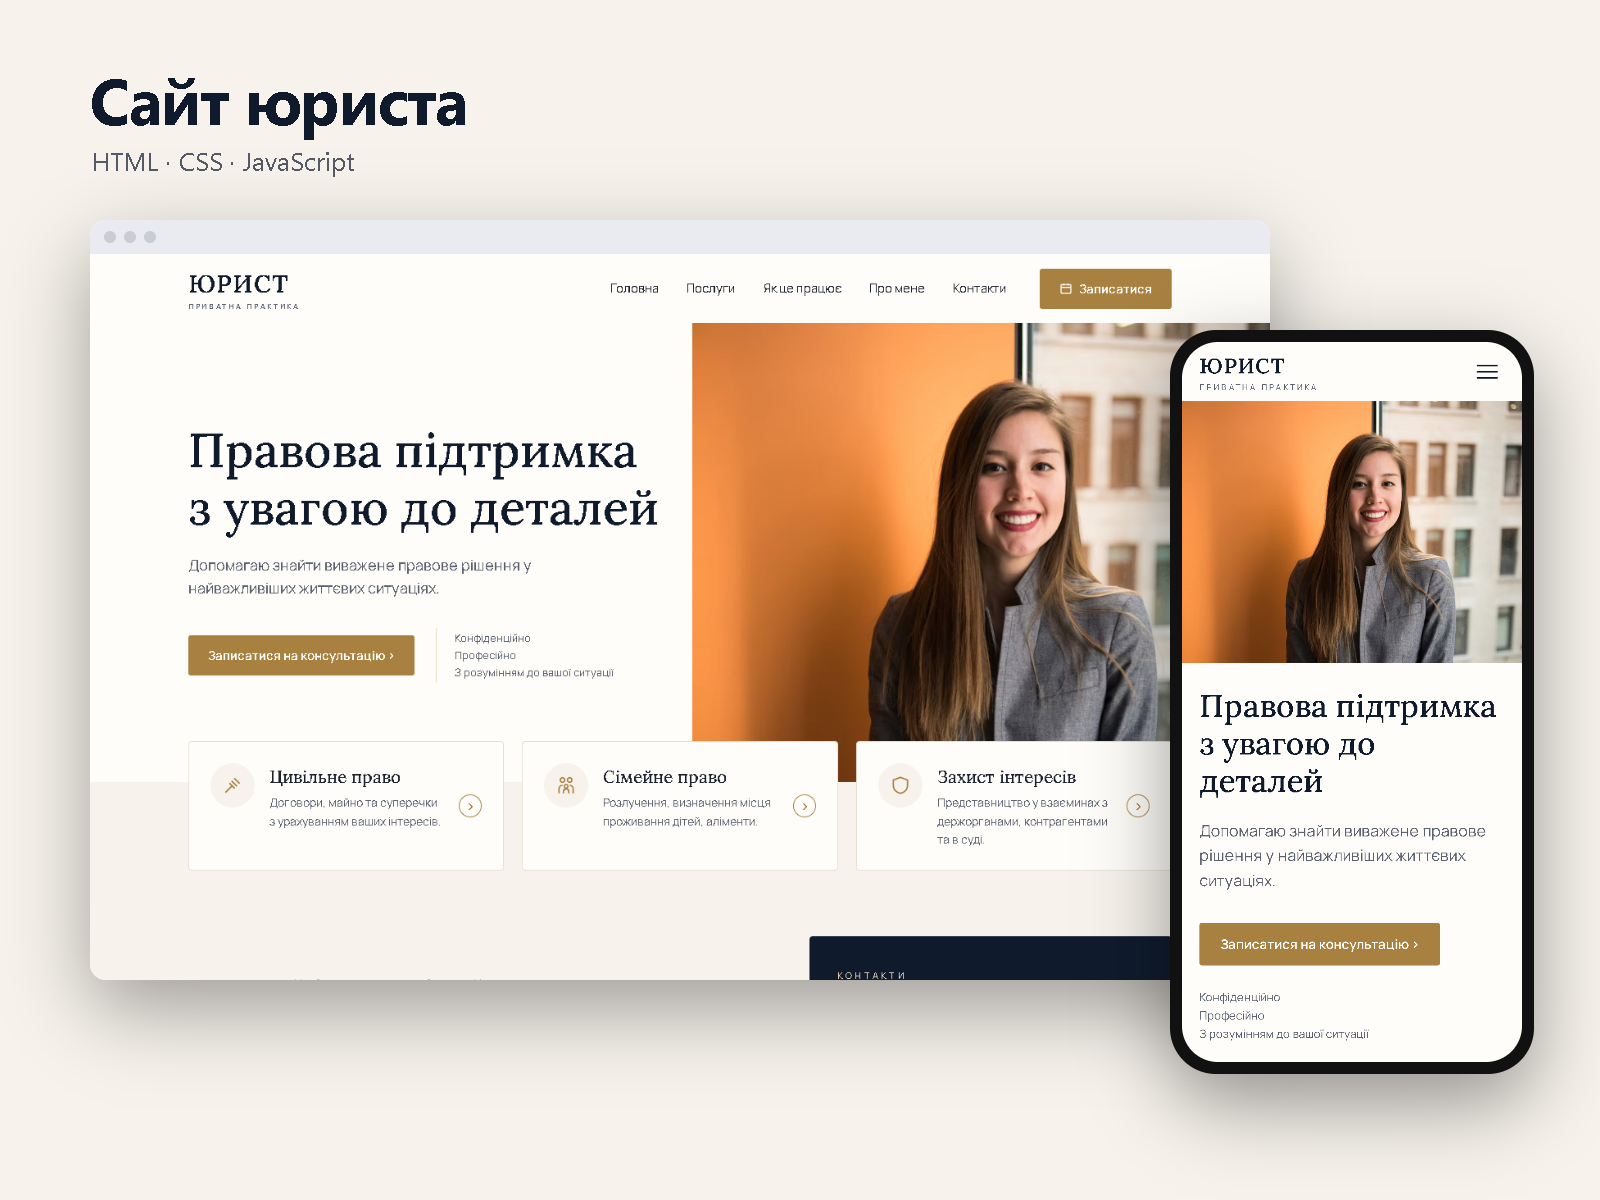 Сайт юриста
HTML · CSS · JavaScript
ЮРИСТ
ПРИВАТНА ПРАКТИКА
Головна
Послуги
Як це працює
Про мене
Контакти
Записатися
Правова підтримка
з увагою до деталей
Допомагаю знайти виважене правове рішення у
найважливіших життєвих ситуаціях.
Записатися на консультацію ›
Конфіденційно
Професійно
З розумінням до вашої ситуації
Цивільне право
Договори, майно та суперечки
з урахуванням ваших інтересів.
Сімейне право
Розлучення, визначення місця
проживання дітей, аліменти.
Захист інтересів
Представництво у взаєминах з
держорганами, контрагентами
та в суді.
КОНТАКТИ
ЮРИСТ
ПРИВАТНА ПРАКТИКА
Правова підтримка
з увагою до
деталей
Допомагаю знайти виважене правове
рішення у найважливіших життєвих
ситуаціях.
Записатися на консультацію ›
Конфіденційно
Професійно
З розумінням до вашої ситуації